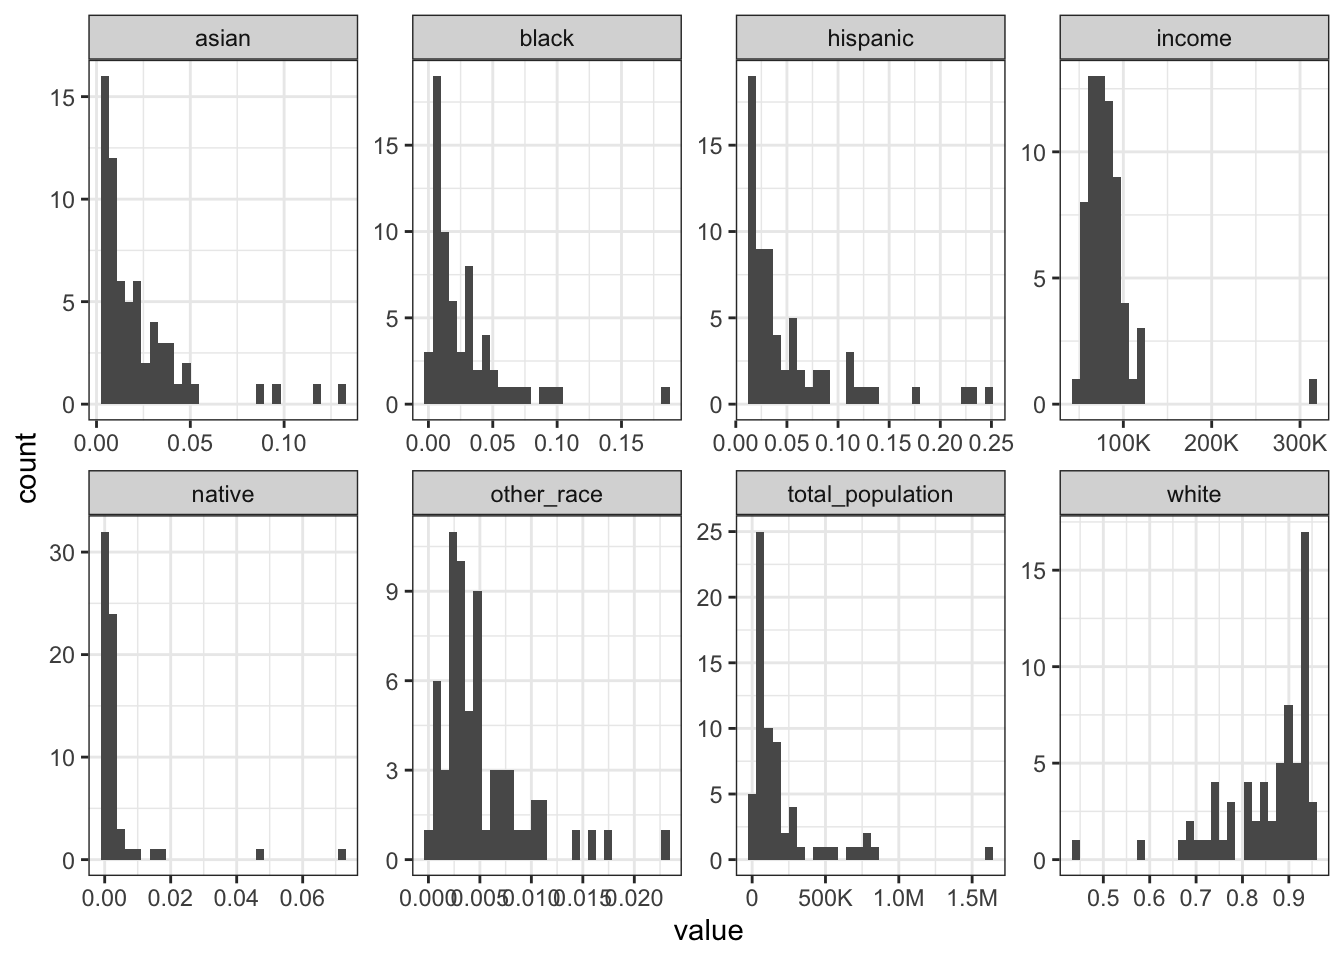 asian black hispanic income
15
10
5
0
15
10
5
0
15
10
5
0
10
5
0
0.00 0.05 0.10
0.00 0.05 0.10 0.15
0.00 0.05 0.10 0.15 0.20 0.25
100K 200K 300K
count
native other_race total_population white
30
20
10
0
9
6
3
0
25
20
15
10
5
0
15
10
5
0
0.00 0.02 0.04 0.06
0.000 0.005 0.010 0.015 0.020
0 500K 1.0M 1.5M
0.5 0.6 0.7 0.8 0.9
value